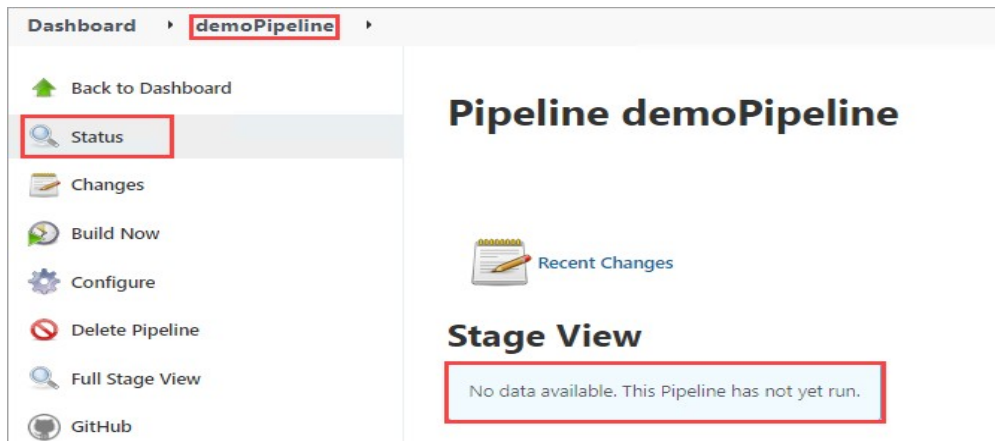 Dashboard
demoPipeline
Back to Dashboard
Status
Changes
Build Now
Configure
Delete Pipeline
Full Stage View
GitHub
Pipeline demoPipeline
Recent Changes
Stage View
No data available. This Pipeline has not yet run.